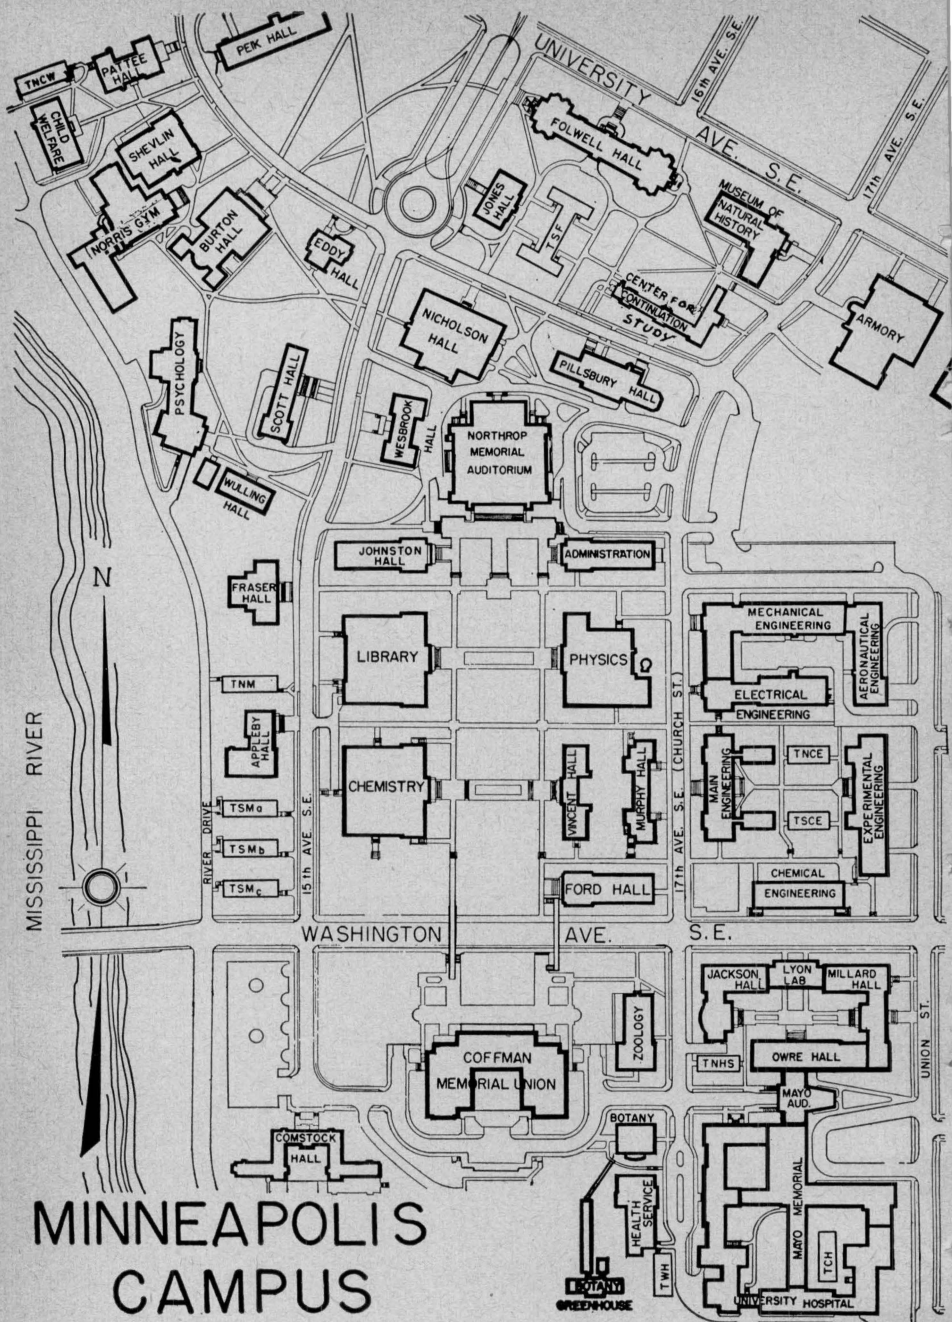 PEIK HALL
UNIVERSITY AVE. S.E.
16th AVE. S.E.
17th AVE. S.E.
TNCW
PATTEE
HALL
CHILD
WELFARE
SHEVLIN
HALL
NORRIS GYM
BURTON
HALL
EDDY
HALL
JONES
HALL
FOLWELL HALL
TSF
MUSEUM OF
NATURAL
HISTORY
CENTER FOR
CONTINUATION
STUDY
ARMORY
NICHOLSON
HALL
PILLSBURY HALL
PSYCHOLOGY
SCOTT HALL
WESBROOK
HALL
NORTHROP
MEMORIAL
AUDITORIUM
WULLING
HALL
JOHNSTON
HALL
ADMINISTRATION
N
FRASER
HALL
LIBRARY
PHYSICS
MECHANICAL
ENGINEERING
AERONAUTICAL
ENGINEERING
ELECTRICAL
ENGINEERING
TNM
APPLEBY
HALL
MISSISSIPPI RIVER
CHEMISTRY
VINCENT HALL
MURPHY HALL
17th AVE. S.E. (CHURCH ST.)
MAIN
ENGINEERING
TNCE
TSCE
EXPERIMENTAL
ENGINEERING
TSMa
TSMb
TSMc
RIVER DRIVE
15th AVE S.E.
FORD HALL
CHEMICAL
ENGINEERING
WASHINGTON AVE. S.E.
JACKSON
HALL
LYON
LAB
MILLARD
HALL
UNION ST.
ZOOLOGY
COFFMAN
MEMORIAL UNION
TNHS
OWRE HALL
MAYO
AUD.
COMSTOCK
HALL
BOTANY
HEALTH
SERVICE
MAYO MEMORIAL
TCH
TWH
BOTANY
GREENHOUSE
UNIVERSITY HOSPITAL
MINNEAPOLIS
CAMPUS